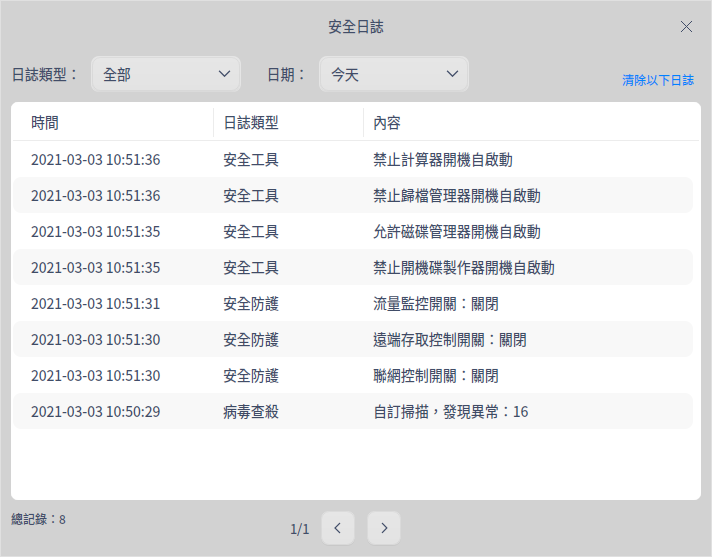 安全日誌
日誌類型： 全部 日期： 今天 清除以下日誌
時間 日誌類型 內容
2021-03-03 10:51:36 安全工具 禁止計算器開機自啟動
2021-03-03 10:51:36 安全工具 禁止歸檔管理器開機自啟動
2021-03-03 10:51:35 安全工具 允許磁碟管理器開機自啟動
2021-03-03 10:51:35 安全工具 禁止開機碟製作器開機自啟動
2021-03-03 10:51:31 安全防護 流量監控開關：關閉
2021-03-03 10:51:30 安全防護 遠端存取控制開關：關閉
2021-03-03 10:51:30 安全防護 聯網控制開關：關閉
2021-03-03 10:50:29 病毒查殺 自訂掃描，發現異常：16
總記錄：8
1/1